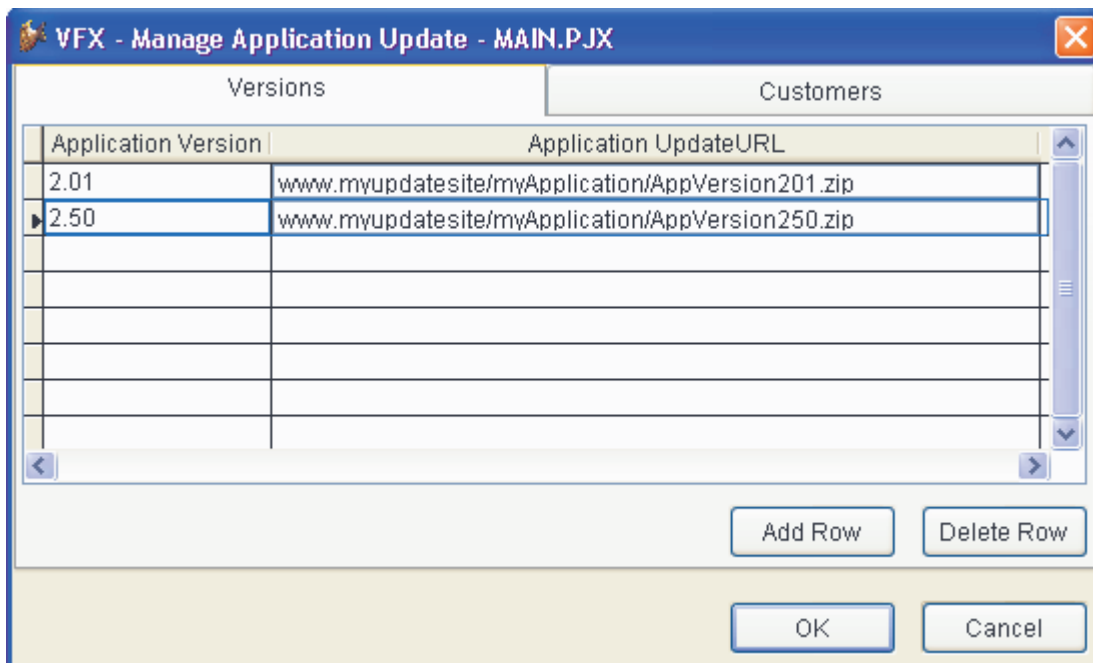 VFX - Manage Application Update - MAIN.PJX
Versions Customers
Application Version Application UpdateURL
2.01 www.myupdatesite/myApplication/AppVersion201.zip
2.50 www.myupdatesite/myApplication/AppVersion250.zip
Add Row Delete Row
OK Cancel